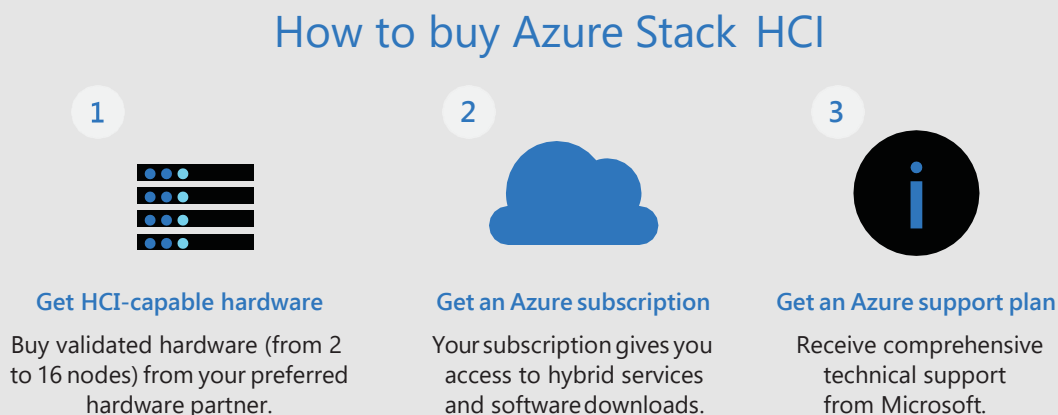 How to buy Azure Stack HCI
1
Get HCI-capable hardware
Buy validated hardware (from 2
to 16 nodes) from your preferred
hardware partner.
2
Get an Azure subscription
Your subscription gives you
access to hybrid services
and software downloads.
3
i
Get an Azure support plan
Receive comprehensive
technical support
from Microsoft.